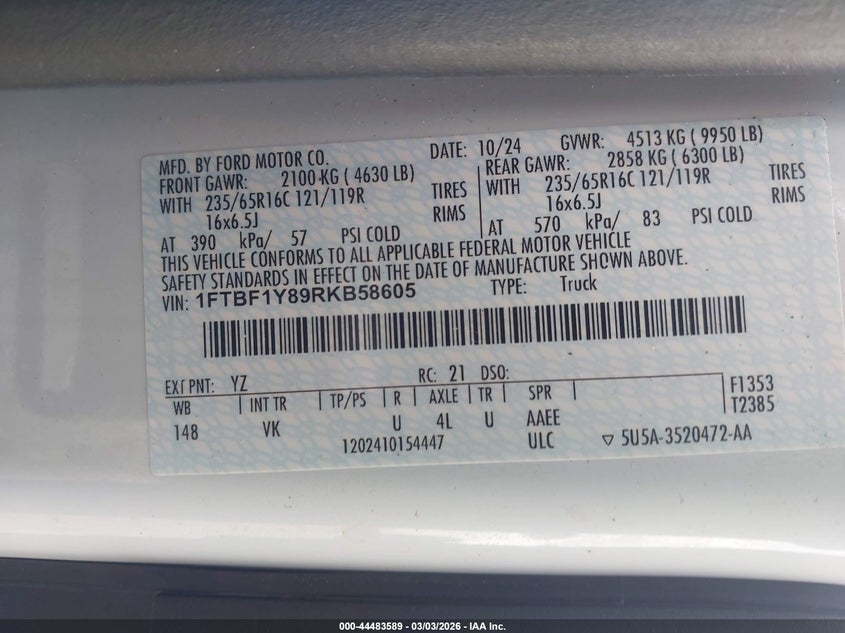 MFD. BY FORD MOTOR CO. DATE: 10/24 GVWR: 4513 KG ( 9950 LB)
FRONT GAWR: 2100 KG ( 4630 LB) REAR GAWR: 2858 KG ( 6300 LB)
WITH 235/65R16C 121/119R TIRES WITH 235/65R16C 121/119R TIRES
16x6.5J RIMS 16x6.5J RIMS
AT 390 kPa/ 57 PSI COLD AT 570 kPa/ 83 PSI COLD
THIS VEHICLE CONFORMS TO ALL APPLICABLE FEDERAL MOTOR VEHICLE
SAFETY STANDARDS IN EFFECT ON THE DATE OF MANUFACTURE SHOWN ABOVE.
VIN: 1FTBF1Y89RKB58605 TYPE: Truck
EXT PNT: YZ RC: 21 DSO:
WB INT TR TP/PS R AXLE TR SPR F1353
148 VK U 4L U AAEE T2385
1202410154447 ULC ▽ 5U5A-3520472-AA
000-44483589 - 03/03/2026 - IAA Inc.